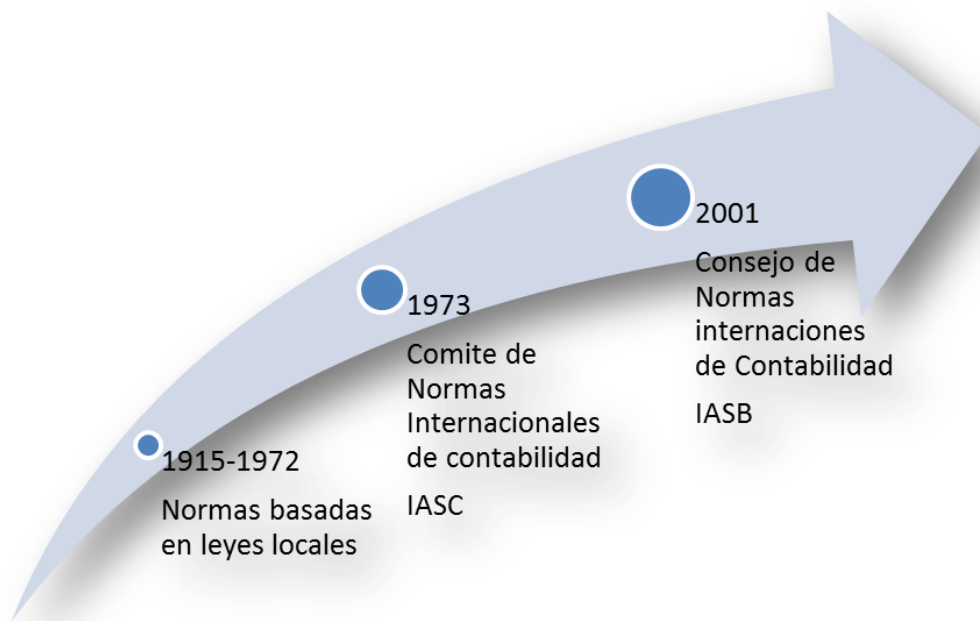 1915-1972
Normas basadas
en leyes locales
1973
Comite de
Normas
Internacionales
de contabilidad
IASC
2001
Consejo de
Normas
internaciones
de Contabilidad
IASB